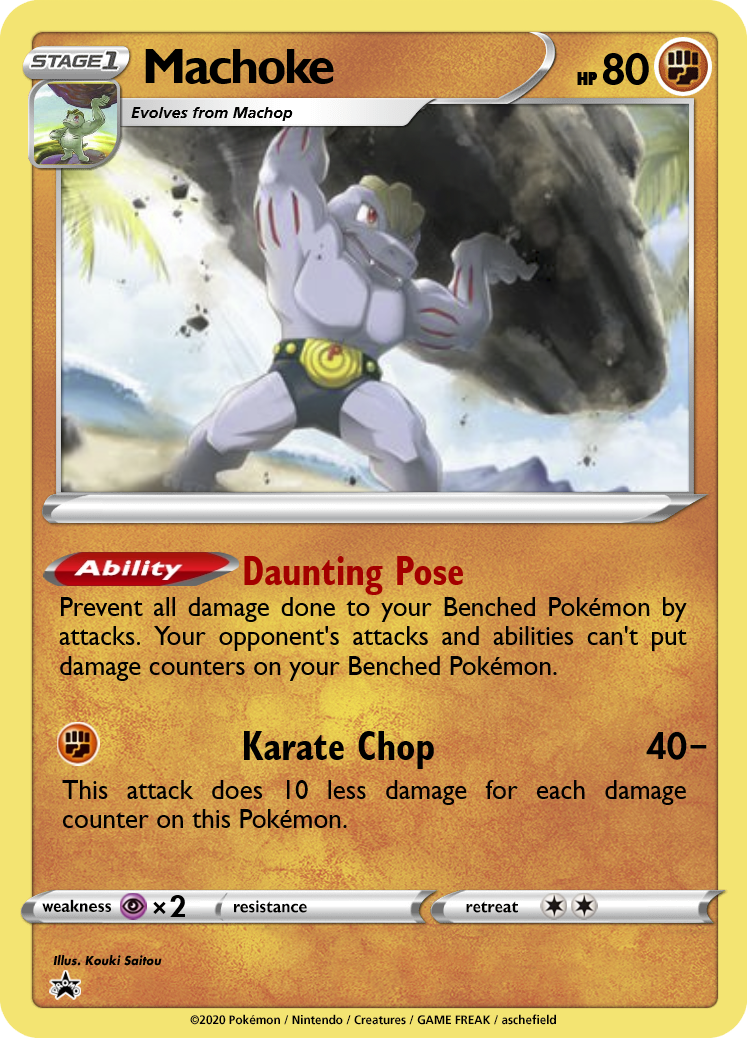 STAGE1
Machoke
HP 80
Evolves from Machop
P
Ability Daunting Pose
Prevent all damage done to your Benched Pokémon by
attacks. Your opponent's attacks and abilities can't put
damage counters on your Benched Pokémon.
Karate Chop 40–
This attack does 10 less damage for each damage
counter on this Pokémon.
weakness ×2 resistance retreat
Illus. Kouki Saitou
PROMO
©2020 Pokémon / Nintendo / Creatures / GAME FREAK / aschefield